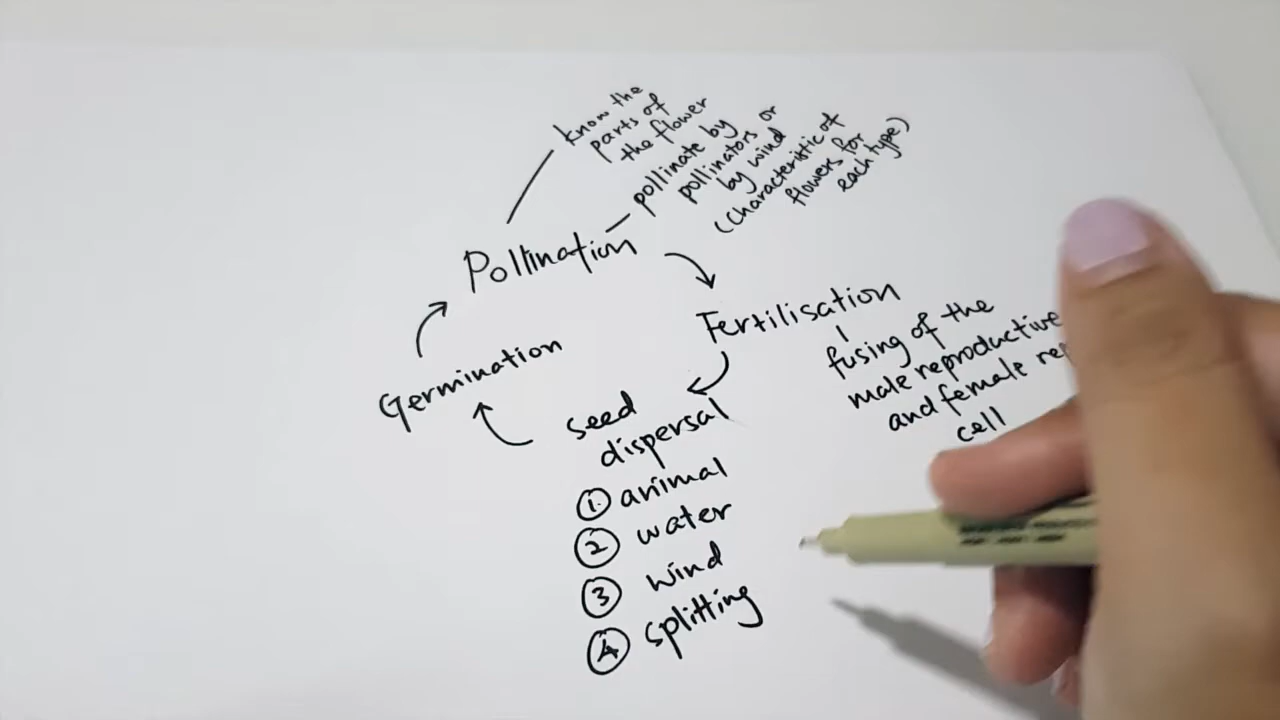 know the
parts of
the flower
pollinate by
pollinators or
by wind
(characteristic of
flowers for
each type)
Pollination
Fertilisation
fusing of the
male reproductive
and female
cell
seed
dispersal
① animal
② water
③ wind
④ splitting
Germination